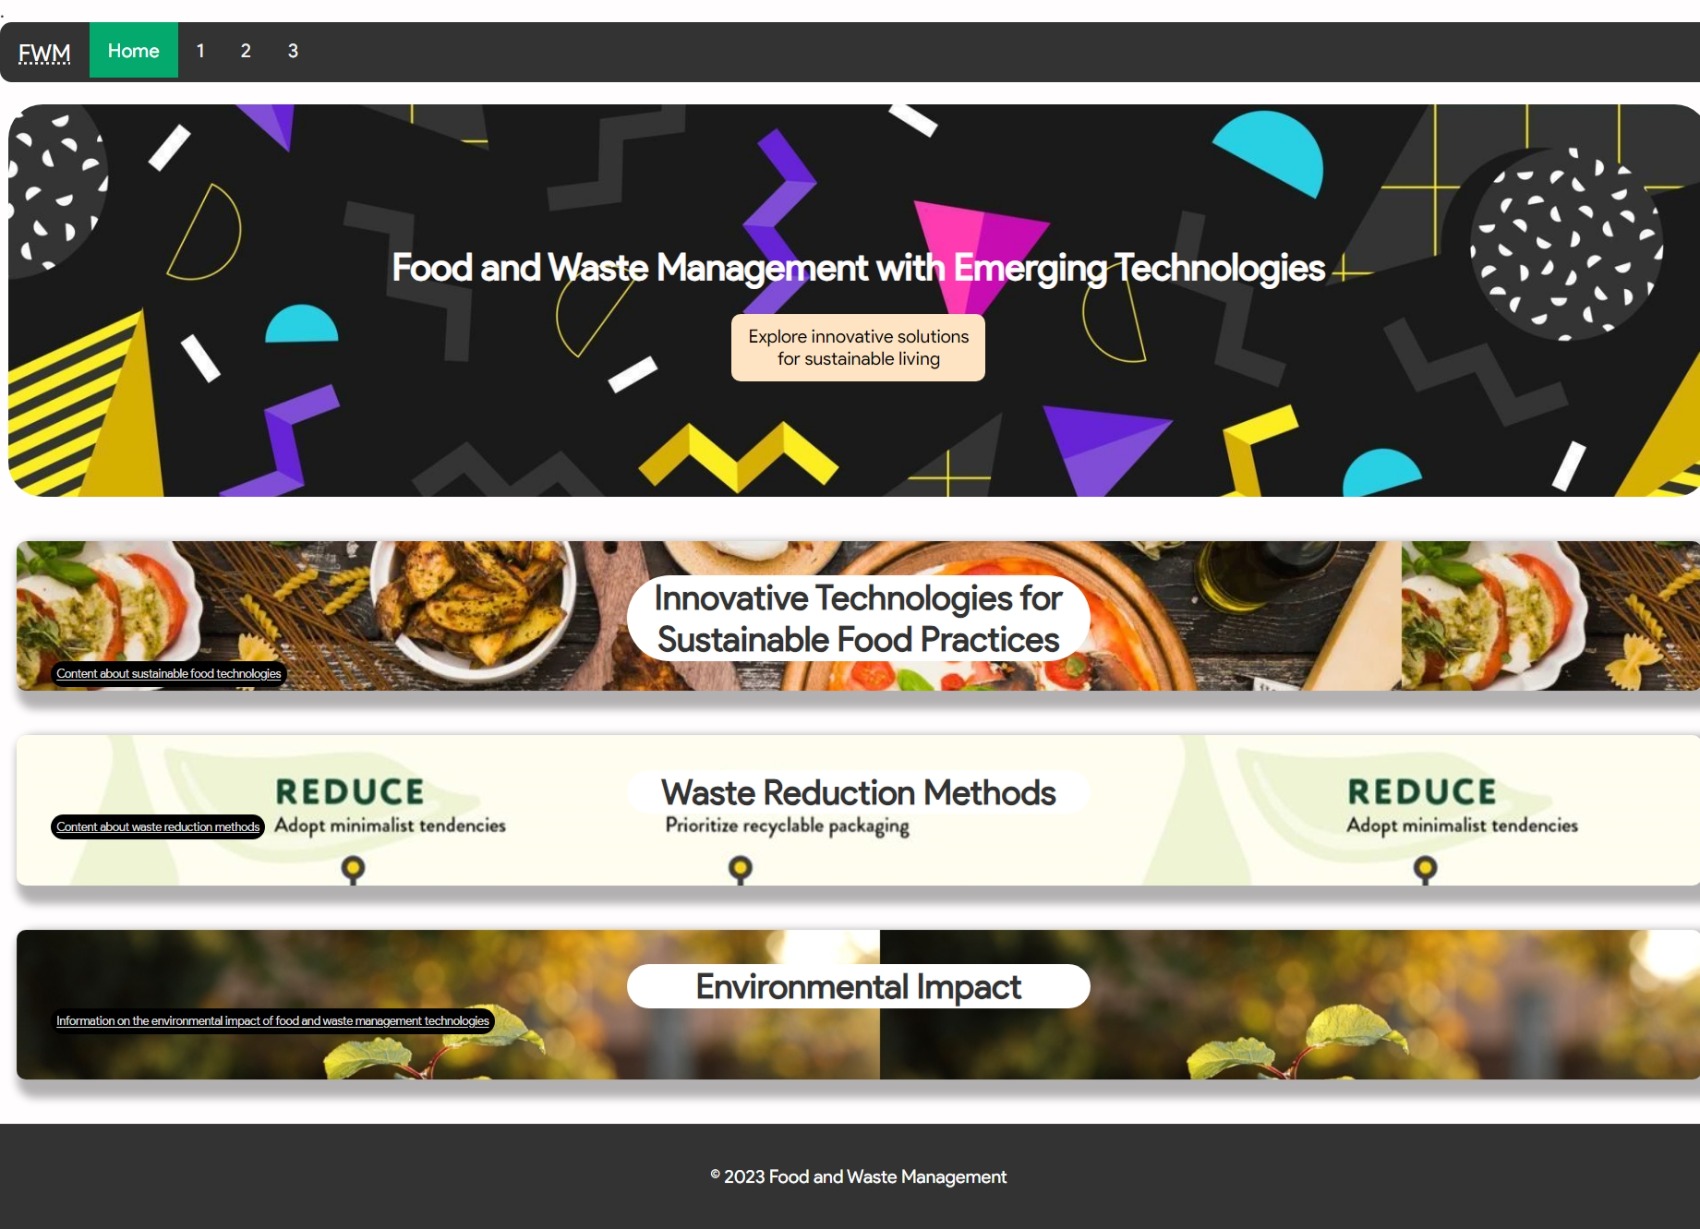 FWM Home 1 2 3
Food and Waste Management with Emerging Technologies
Explore innovative solutions
for sustainable living
Innovative Technologies for
Sustainable Food Practices
Content about sustainable food technologies
REDUCE Waste Reduction Methods REDUCE
Content about waste reduction methods Adopt minimalist tendencies Prioritize recyclable packaging Adopt minimalist tendencies
Environmental Impact
Information on the environmental impact of food and waste management technologies
© 2023 Food and Waste Management